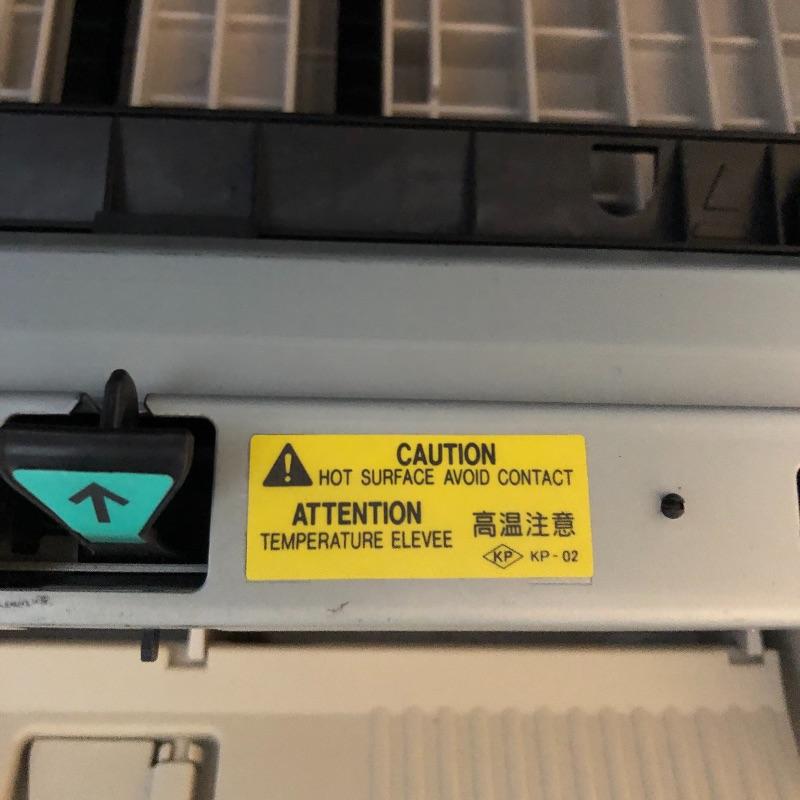 CAUTION
HOT SURFACE AVOID CONTACT
ATTENTION
TEMPERATURE ELEVEE
高温注意
KP KP-02